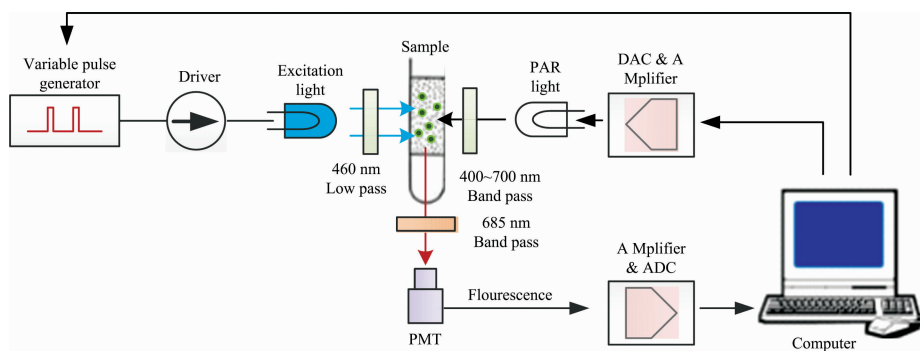 Variable pulse
generator
Driver
Excitation
light
Sample
PAR
light
DAC & A
Mplifier
460 nm
Low pass
400~700 nm
Band pass
685 nm
Band pass
A Mplifier
& ADC
Flourescence
PMT
Computer